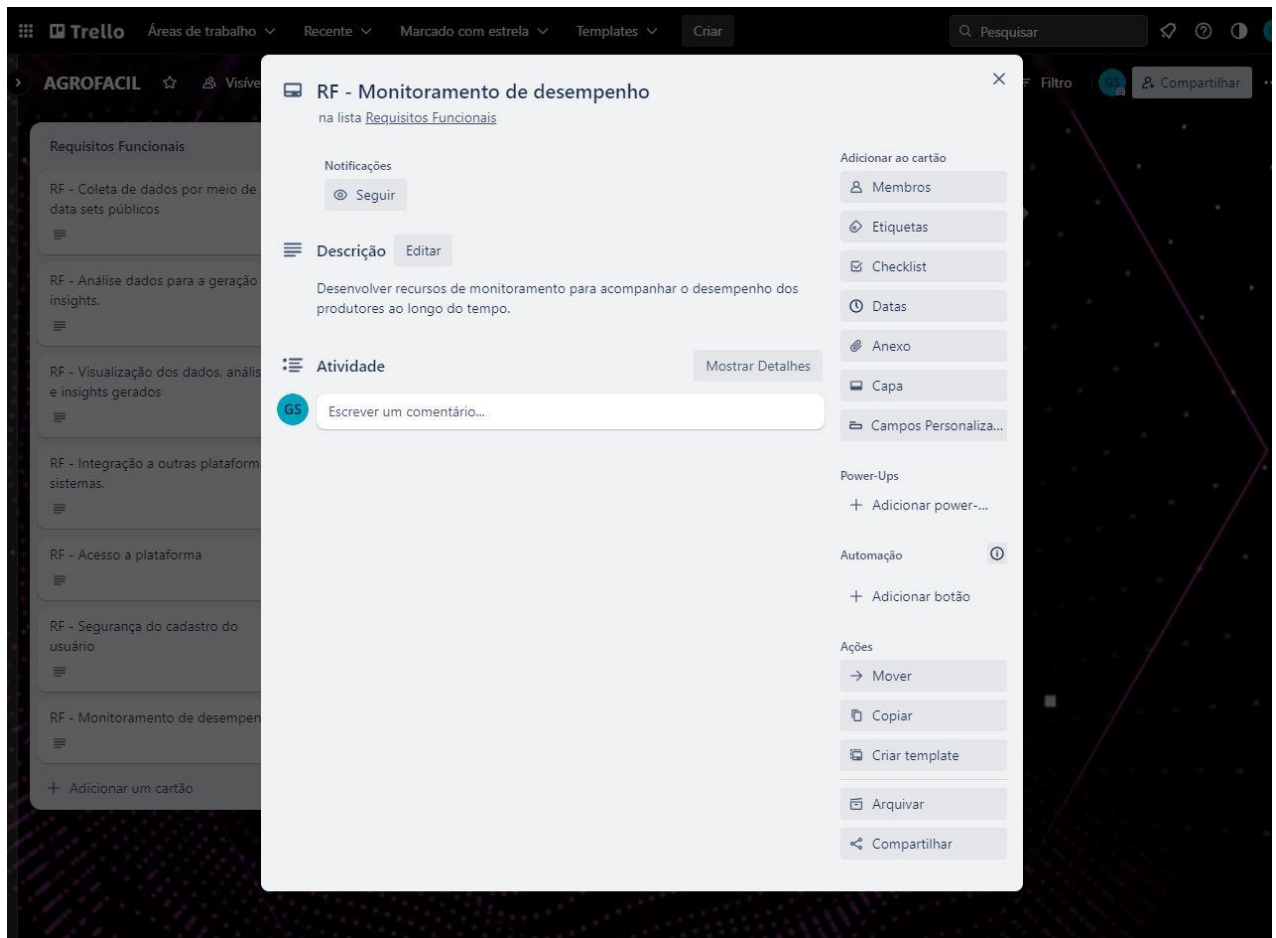 Trello Áreas de trabalho Recente Marcado com estrela Templates Criar Pesquisar
AGROFACIL Filtro GS Compartilhar
Requisitos Funcionais
RF - Coleta de dados por meio de
data sets públicos
RF - Análise dados para a geração
insights.
RF - Visualização dos dados,
e insights gerados
RF - Integração a outras
sistemas.
RF - Acesso a plataforma
RF - Segurança do cadastro do
usuário
RF - Monitoramento de
+ Adicionar um cartão
RF - Monitoramento de desempenho
na lista Requisitos Funcionais
Notificações
Seguir
Descrição Editar
Desenvolver recursos de monitoramento para acompanhar o desempenho dos
produtores ao longo do tempo.
Atividade Mostrar Detalhes
GS Escrever um comentário...
Adicionar ao cartão
Membros
Etiquetas
Checklist
Datas
Anexo
Capa
Campos Personaliza...
Power-Ups
+ Adicionar power-...
Automação
+ Adicionar botão
Ações
Mover
Copiar
Criar template
Arquivar
Compartilhar